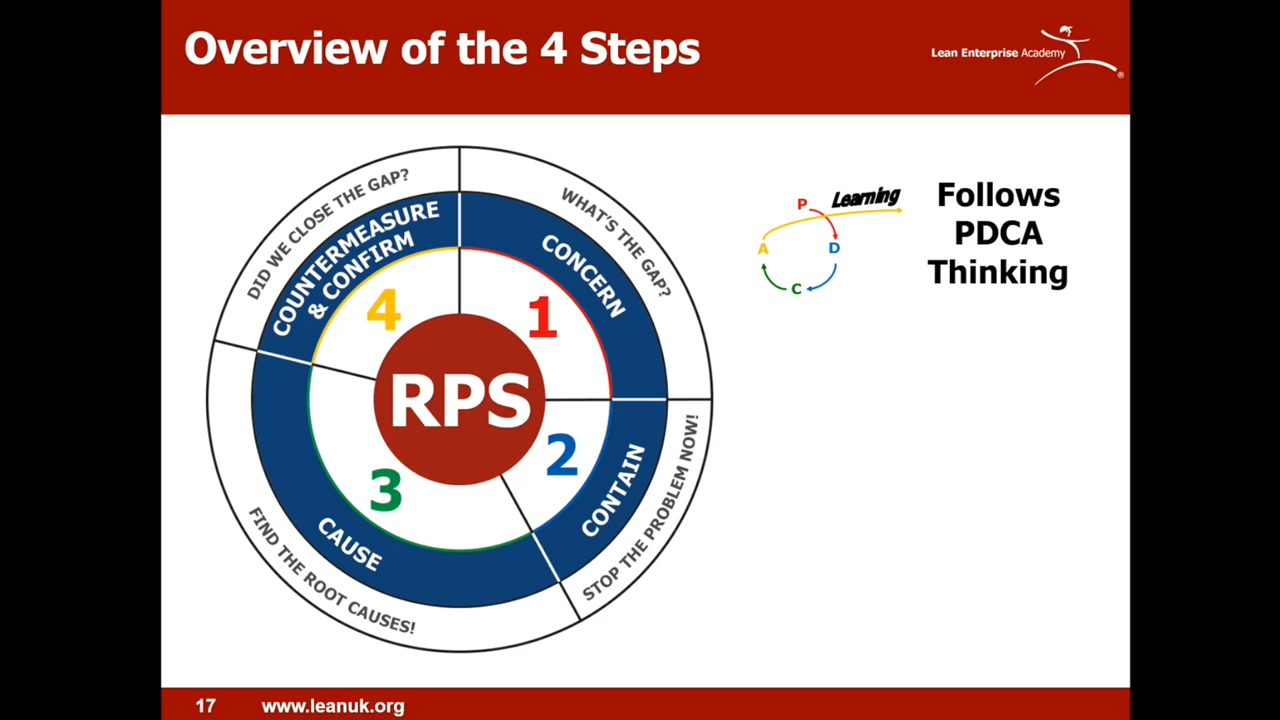 Overview of the 4 Steps
Lean Enterprise Academy
®
DID WE CLOSE THE GAP?
WHAT'S THE GAP?
COUNTERMEASURE
& CONFIRM
CONCERN
4
1
RPS
3
2
CAUSE
CONTAIN
FIND THE ROOT CAUSES!
STOP THE PROBLEM NOW!
P
Learning
A
D
C
Follows
PDCA
Thinking
17
www.leanuk.org